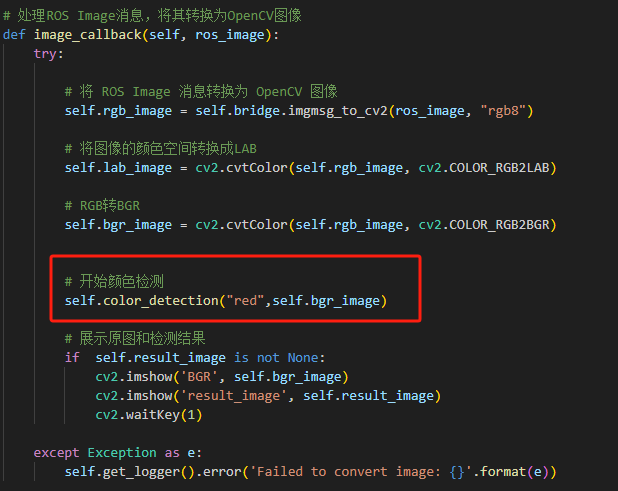 # 处理ROS Image消息，将其转换为OpenCV图像
def image_callback(self, ros_image):
    try:
        # 将 ROS Image 消息转换为 OpenCV 图像
        self.rgb_image = self.bridge.imgmsg_to_cv2(ros_image, "rgb8")
        # 将图像的颜色空间转换成LAB
        self.lab_image = cv2.cvtColor(self.rgb_image, cv2.COLOR_RGB2LAB)
        # RGB转BGR
        self.bgr_image = cv2.cvtColor(self.rgb_image, cv2.COLOR_RGB2BGR)
        # 开始颜色检测
        self.color_detection("red",self.bgr_image)
        # 展示原图和检测结果
        if  self.result_image is not None:
            cv2.imshow('BGR', self.bgr_image)
            cv2.imshow('result_image', self.result_image)
            cv2.waitKey(1)
    except Exception as e:
        self.get_logger().error('Failed to convert image: {}'.format(e))